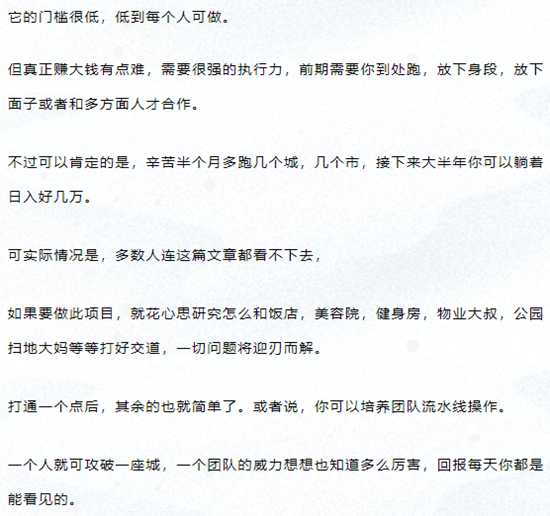 它的门槛很低，低到每个人可做。
但真正赚大钱有点难，需要很强的执行力，前期需要你到处跑，放下身段，放下
面子或者和多方面人才合作。
不过可以肯定的是，辛苦半个月多跑几个城，几个市，接下来大半年你可以躺着
日入好几万。
可实际情况是，多数人连这篇文章都看不下去，
如果要做此项目，就花心思研究怎么和饭店，美容院，健身房，物业大叔，公园
扫地大妈等等打好交道，一切问题将迎刃而解。
打通一个点后，其余的也就简单了。或者说，你可以培养团队流水线操作。
一个人就可攻破一座城，一个团队的威力想想也知道多么厉害，回报每天你都是
能看见的。